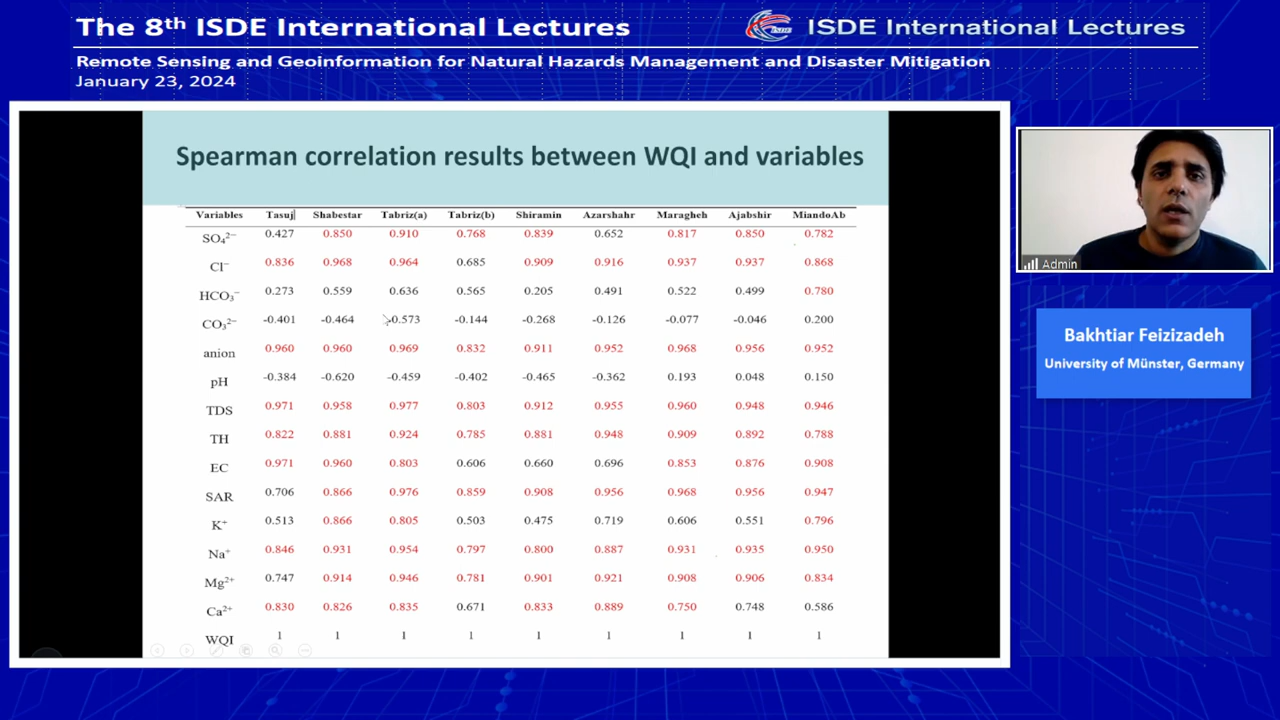 The 8th ISDE International Lectures
ISDE
ISDE International Lectures
Remote Sensing and Geoinformation for Natural Hazards Management and Disaster Mitigation
January 23, 2024
Spearman correlation results between WQI and variables
Variables Tasuj Shabestar Tabriz(a) Tabriz(b) Shiramin Azarshahr Maragheh Ajabshir MiandoAb
SO₄²⁻ 0.427 0.850 0.910 0.768 0.839 0.652 0.817 0.850 0.782
Cl⁻ 0.836 0.968 0.964 0.685 0.909 0.916 0.937 0.937 0.868
HCO₃⁻ 0.273 0.559 0.636 0.565 0.205 0.491 0.522 0.499 0.780
CO₃²⁻ -0.401 -0.464 -0.573 -0.144 -0.268 -0.126 -0.077 -0.046 0.200
anion 0.960 0.960 0.969 0.832 0.911 0.952 0.968 0.956 0.952
pH -0.384 -0.620 -0.459 -0.402 -0.465 -0.362 0.193 0.048 0.150
TDS 0.971 0.958 0.977 0.803 0.912 0.955 0.960 0.948 0.946
TH 0.822 0.881 0.924 0.785 0.881 0.948 0.909 0.892 0.788
EC 0.971 0.960 0.803 0.606 0.660 0.696 0.853 0.876 0.908
SAR 0.706 0.866 0.976 0.859 0.908 0.956 0.968 0.956 0.947
K⁺ 0.513 0.866 0.805 0.503 0.475 0.719 0.606 0.551 0.796
Na⁺ 0.846 0.931 0.954 0.797 0.800 0.887 0.931 0.935 0.950
Mg²⁺ 0.747 0.914 0.946 0.781 0.901 0.921 0.908 0.906 0.834
Ca²⁺ 0.830 0.826 0.835 0.671 0.833 0.889 0.750 0.748 0.586
WQI 1 1 1 1 1 1 1 1 1
Admin
Bakhtiar Feizizadeh
University of Münster, Germany